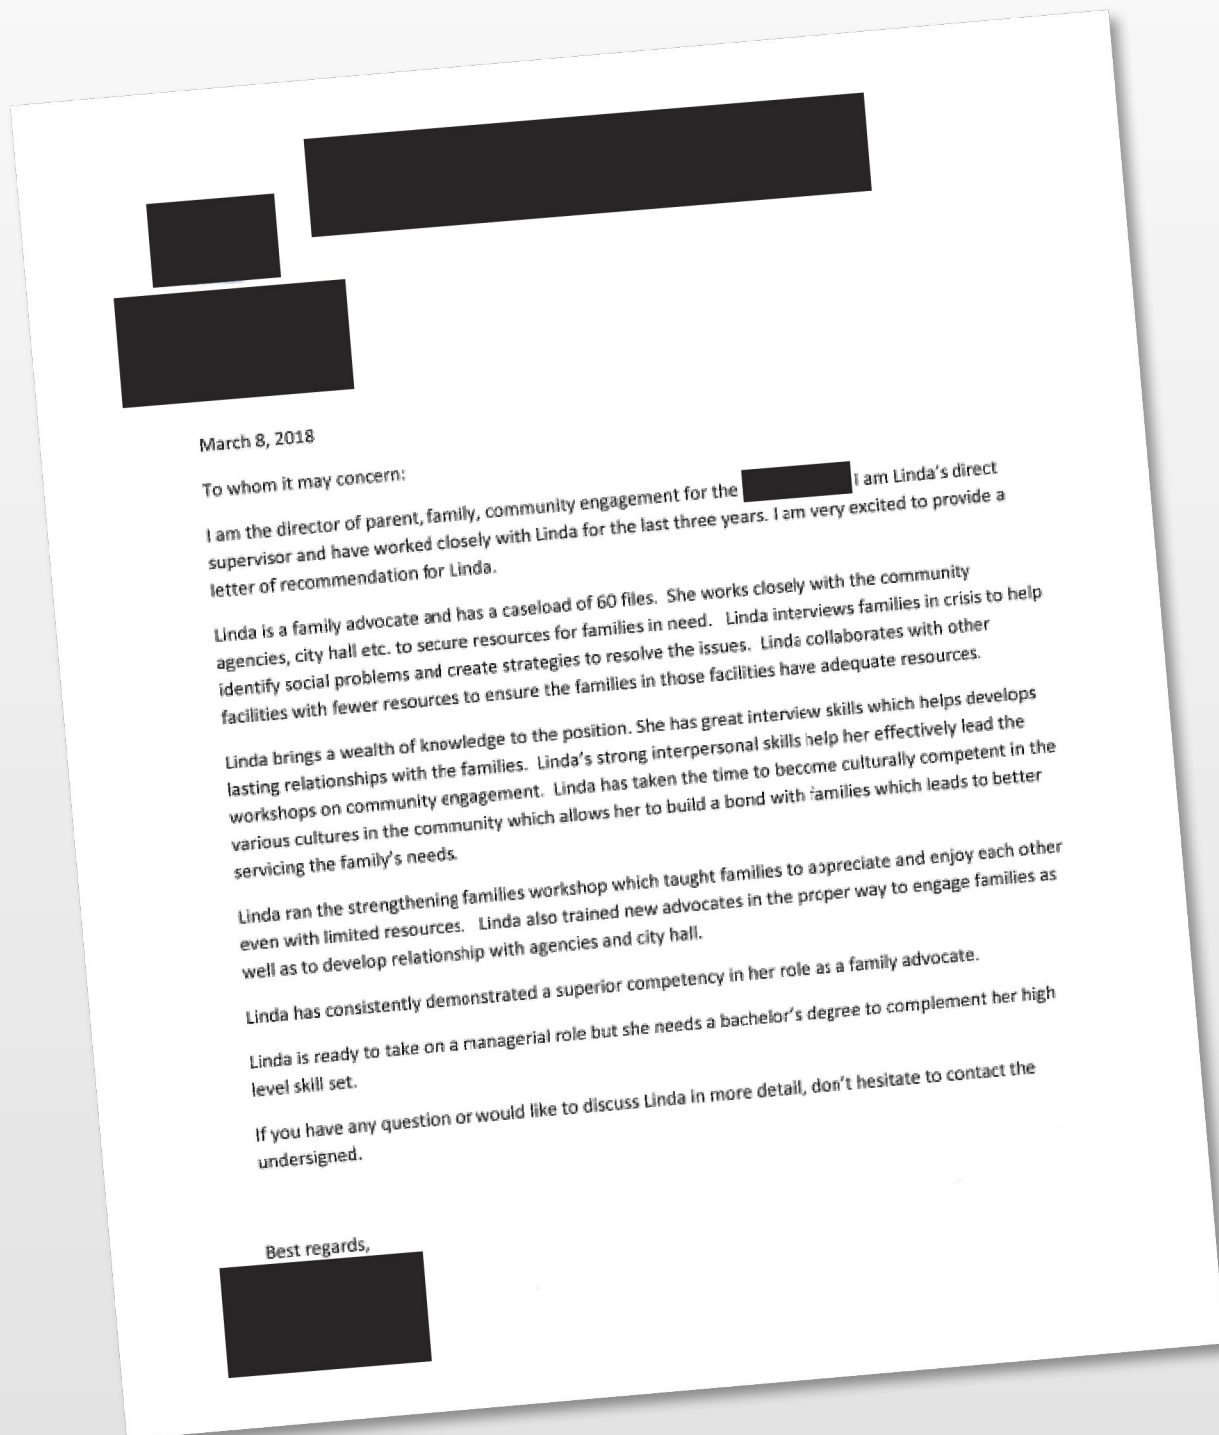 March 8, 2018
To whom it may concern:
I am the director of parent, family, community engagement for the I am Linda's direct
supervisor and have worked closely with Linda for the last three years. I am very excited to provide a
letter of recommendation for Linda.
Linda is a family advocate and has a caseload of 60 files. She works closely with the community
agencies, city hall etc. to secure resources for families in need. Linda interviews families in crisis to help
identify social problems and create strategies to resolve the issues. Linda collaborates with other
facilities with fewer resources to ensure the families in those facilities have adequate resources.
Linda brings a wealth of knowledge to the position. She has great interview skills which helps develops
lasting relationships with the families. Linda's strong interpersonal skills help her effectively lead the
workshops on community engagement. Linda has taken the time to become culturally competent in the
various cultures in the community which allows her to build a bond with families which leads to better
servicing the family's needs.
Linda ran the strengthening families workshop which taught families to appreciate and enjoy each other
even with limited resources. Linda also trained new advocates in the proper way to engage families as
well as to develop relationship with agencies and city hall.
Linda has consistently demonstrated a superior competency in her role as a family advocate.
Linda is ready to take on a managerial role but she needs a bachelor's degree to complement her high
level skill set.
If you have any question or would like to discuss Linda in more detail, don't hesitate to contact the
undersigned.
Best regards,